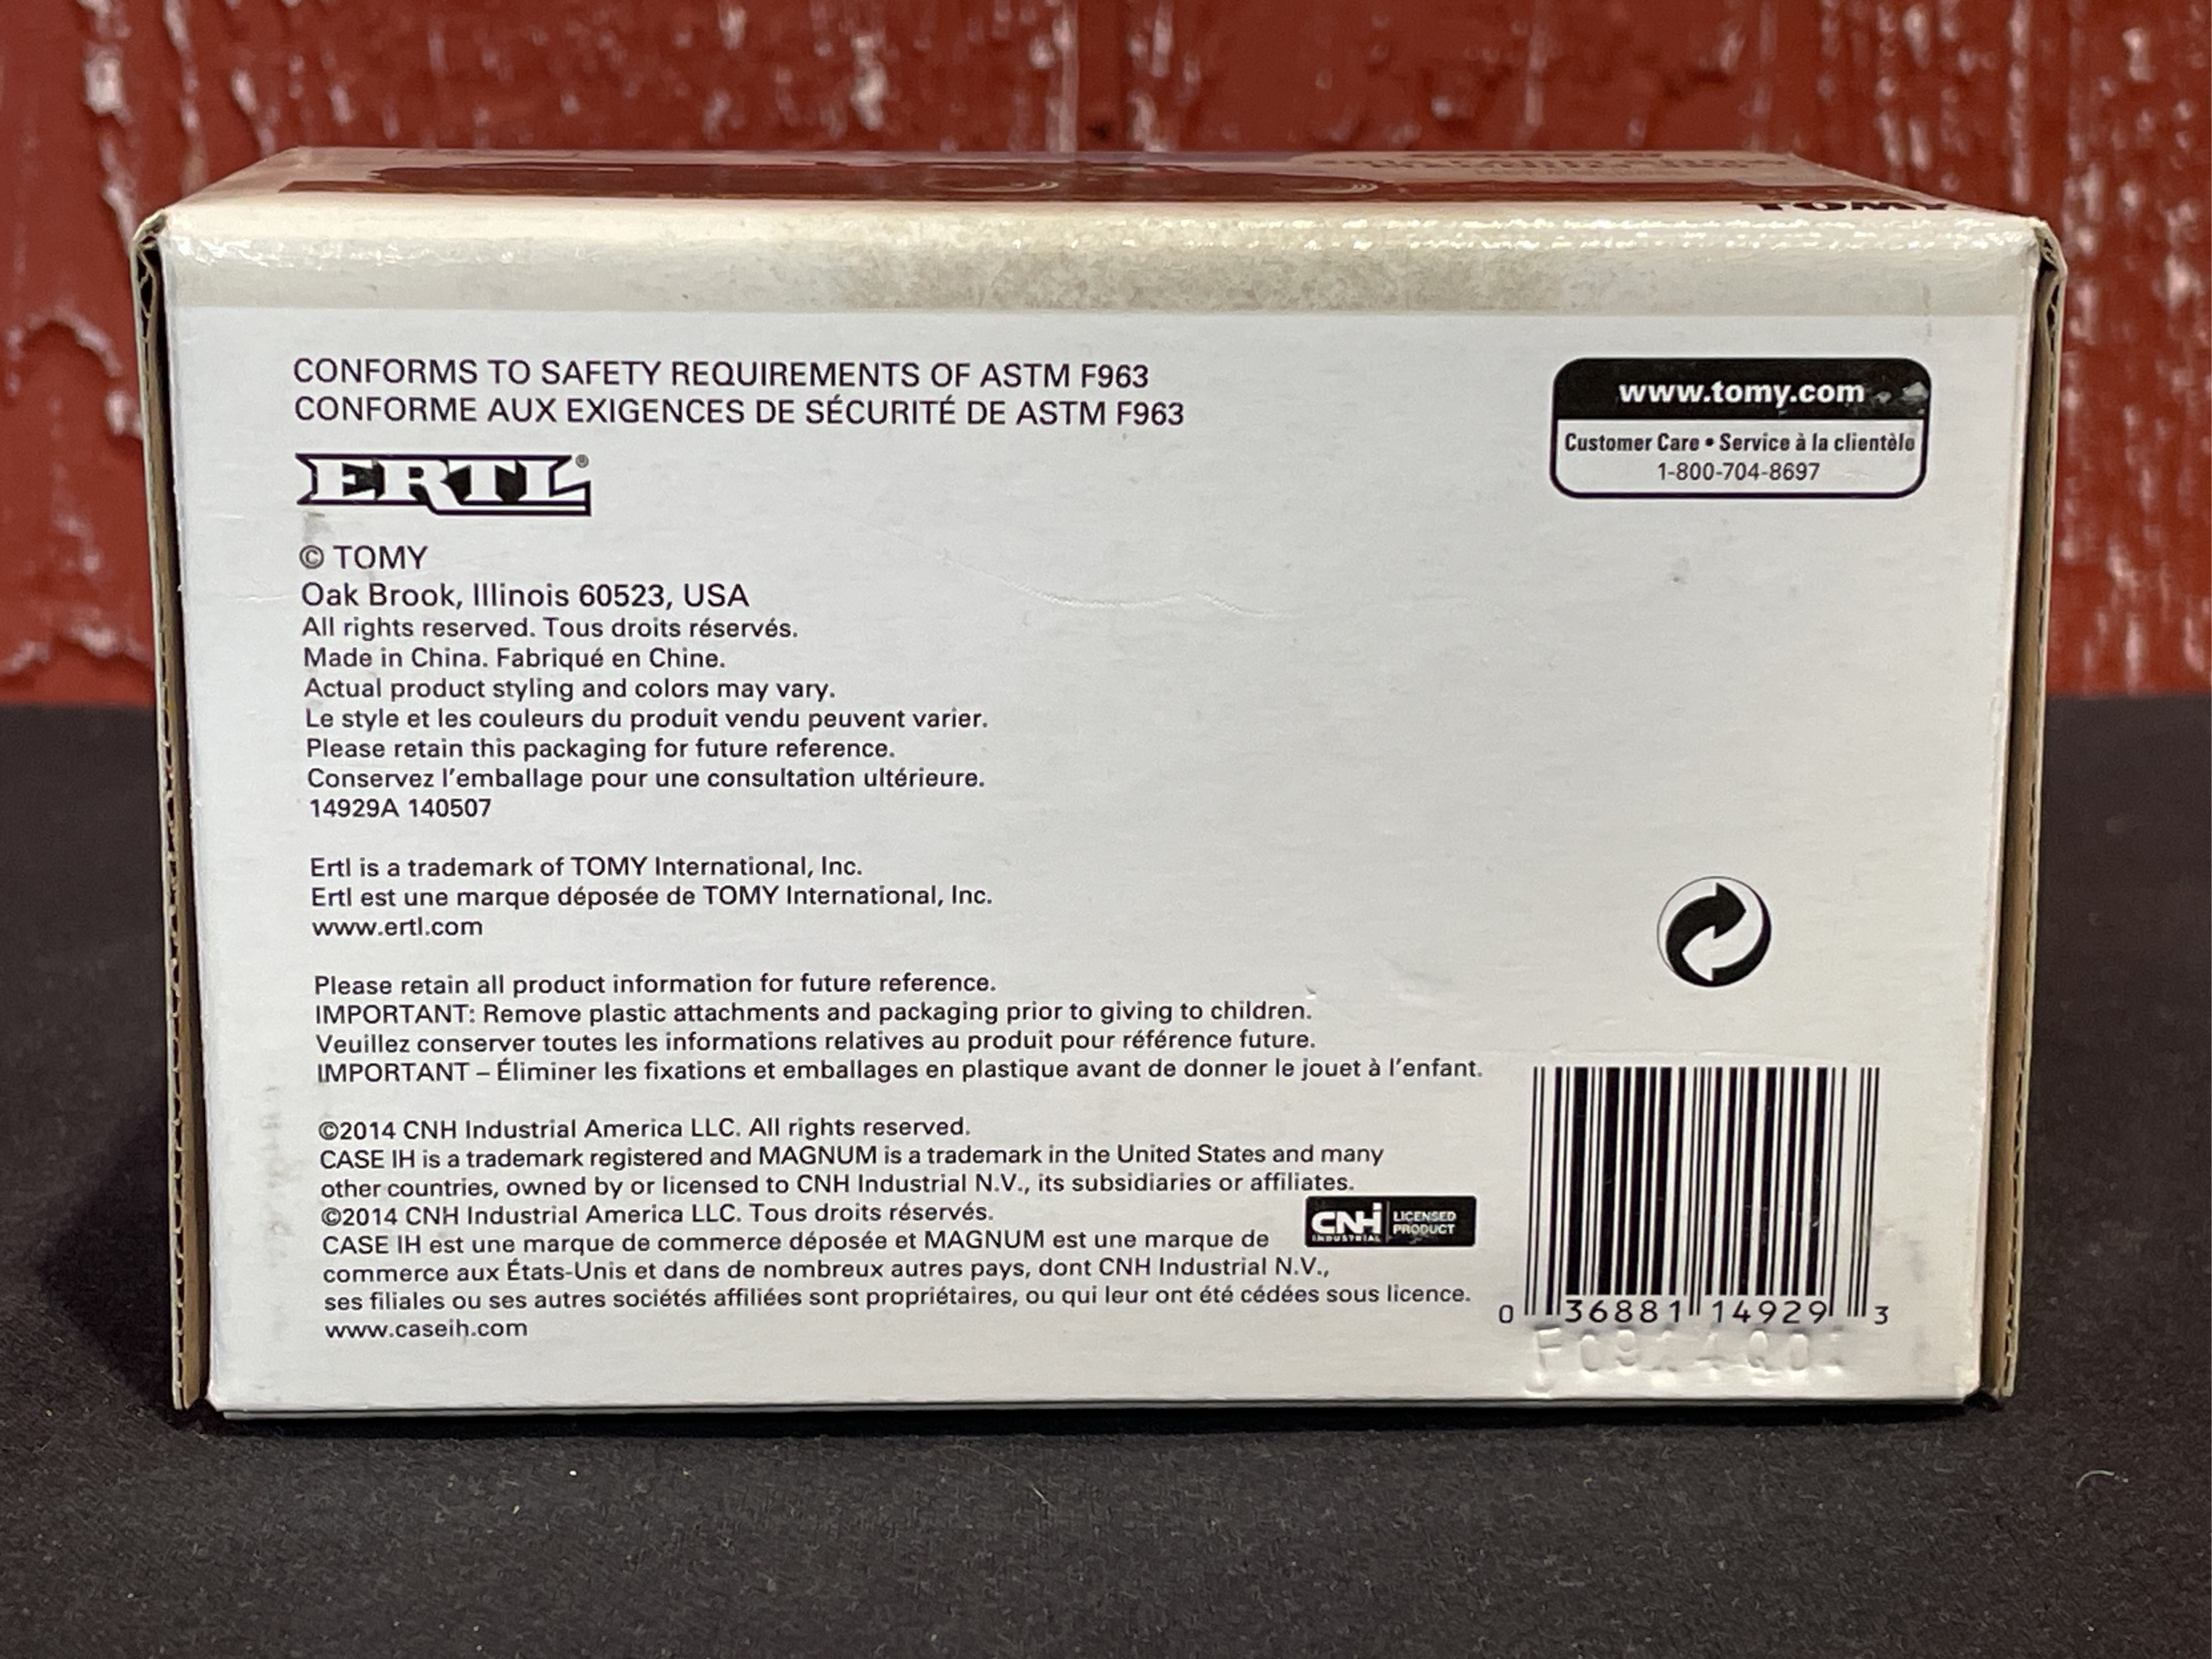 TOMY
CONFORMS TO SAFETY REQUIREMENTS OF ASTM F963
CONFORME AUX EXIGENCES DE SÉCURITÉ DE ASTM F963
ERTL®
© TOMY
Oak Brook, Illinois 60523, USA
All rights reserved. Tous droits réservés.
Made in China. Fabriqué en Chine.
Actual product styling and colors may vary.
Le style et les couleurs du produit vendu peuvent varier.
Please retain this packaging for future reference.
Conservez l'emballage pour une consultation ultérieure.
14929A 140507
Ertl is a trademark of TOMY International, Inc.
Ertl est une marque déposée de TOMY International, Inc.
www.ertl.com
Please retain all product information for future reference.
IMPORTANT: Remove plastic attachments and packaging prior to giving to children.
Veuillez conserver toutes les informations relatives au produit pour référence future.
IMPORTANT – Éliminer les fixations et emballages en plastique avant de donner le jouet à l'enfant.
©2014 CNH Industrial America LLC. All rights reserved.
CASE IH is a trademark registered and MAGNUM is a trademark in the United States and many
other countries, owned by or licensed to CNH Industrial N.V., its subsidiaries or affiliates.
©2014 CNH Industrial America LLC. Tous droits réservés.
CASE IH est une marque de commerce déposée et MAGNUM est une marque de
commerce aux États-Unis et dans de nombreux autres pays, dont CNH Industrial N.V.,
ses filiales ou ses autres sociétés affiliées sont propriétaires, ou qui leur ont été cédées sous licence.
www.caseih.com
www.tomy.com
Customer Care • Service à la clientèle
1-800-704-8697
CNH INDUSTRIAL
LICENSED
PRODUCT
0 36881 14929 3